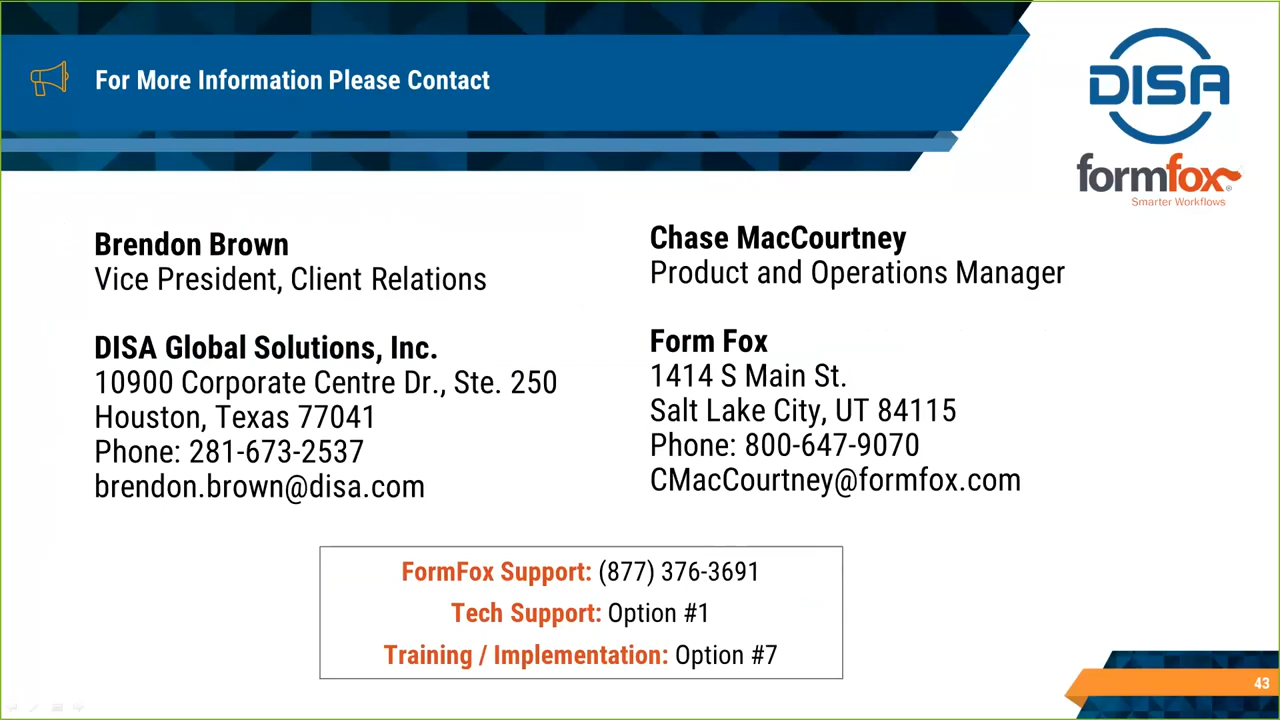 For More Information Please Contact
DISA
formfox®
Smarter Workflows
Brendon Brown
Vice President, Client Relations
DISA Global Solutions, Inc.
10900 Corporate Centre Dr., Ste. 250
Houston, Texas 77041
Phone: 281-673-2537
brendon.brown@disa.com
Chase MacCourtney
Product and Operations Manager
Form Fox
1414 S Main St.
Salt Lake City, UT 84115
Phone: 800-647-9070
CMacCourtney@formfox.com
FormFox Support: (877) 376-3691
Tech Support: Option #1
Training / Implementation: Option #7
43